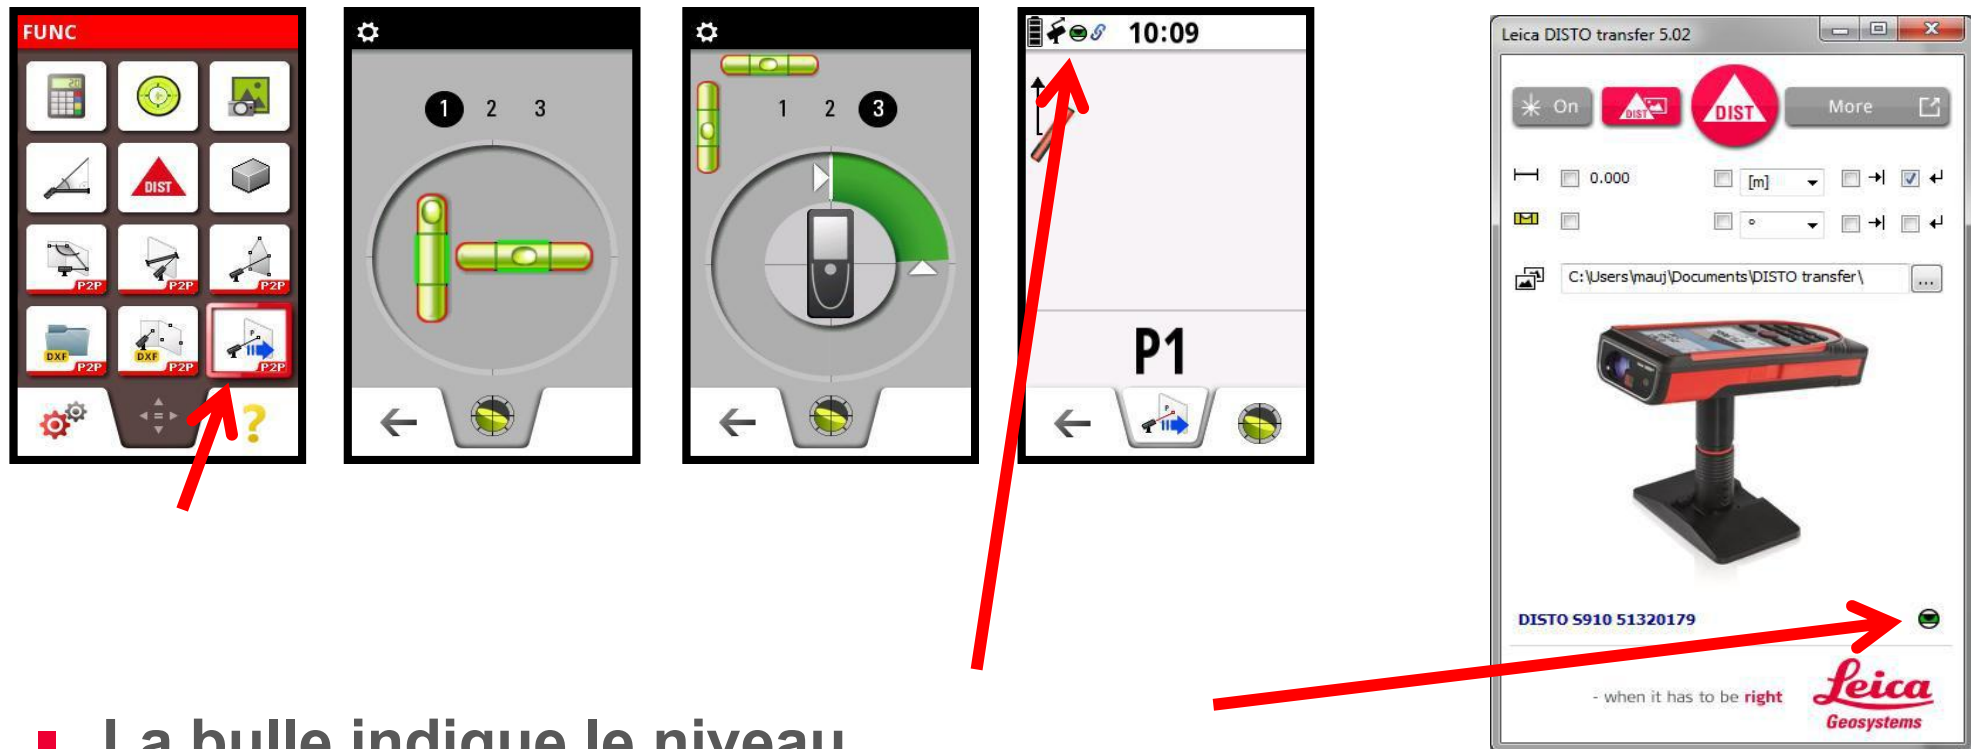 FUNC
DIST
P2P
P2P
P2P
DXF
P2P
DXF
P2P
P
P2P
?
1 2 3
1 2 3
10:09
P1
P
Leica DISTO transfer 5.02
On
DIST
DIST
More
0.000
[m]
°
C:\Users\mauj\Documents\DISTO transfer\
...
DISTO S910 51320179
- when it has to be right
Leica
Geosystems
La bulle indique le niveau